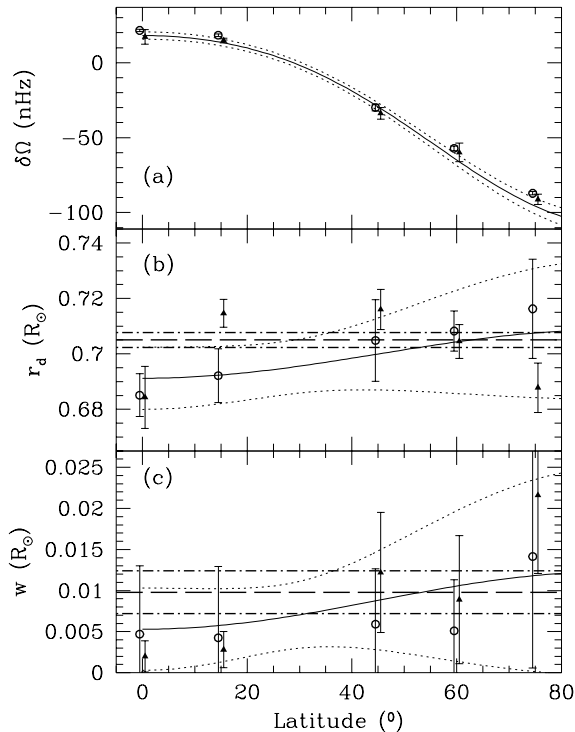 0
−50
−100
δΩ (nHz)
(a)
0.74
0.72
0.7
0.68
r_d (R_⊙)
(b)
0.025
0.02
0.015
0.01
0.005
0
w (R_⊙)
(c)
0 20 40 60 80
Latitude (⁰)